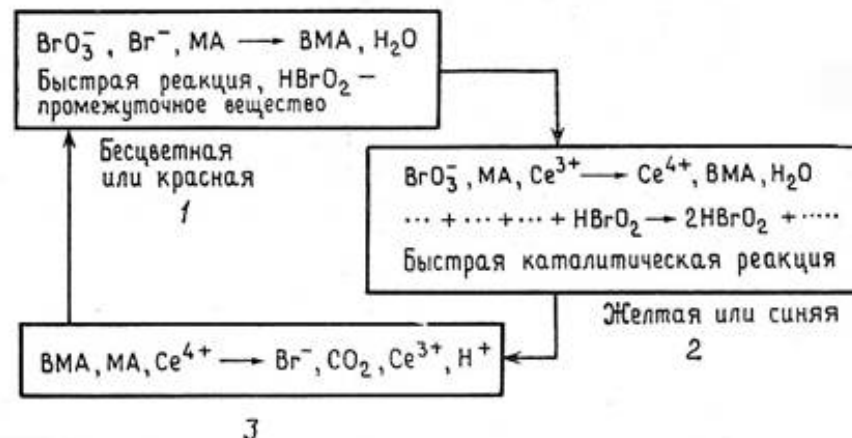 BrO₃⁻, Br⁻, MA ⟶ BMA, H₂O
Быстрая реакция, HBrO₂ –
промежуточное вещество
Бесцветная
или красная
1
BrO₃⁻, MA, Ce³⁺ ⟶ Ce⁴⁺, BMA, H₂O
··· + ··· + ··· + HBrO₂ → 2HBrO₂ + ·····
Быстрая каталитическая реакция
Желтая или синяя
2
BMA, MA, Ce⁴⁺ ⟶ Br⁻, CO₂, Ce³⁺, H⁺
3